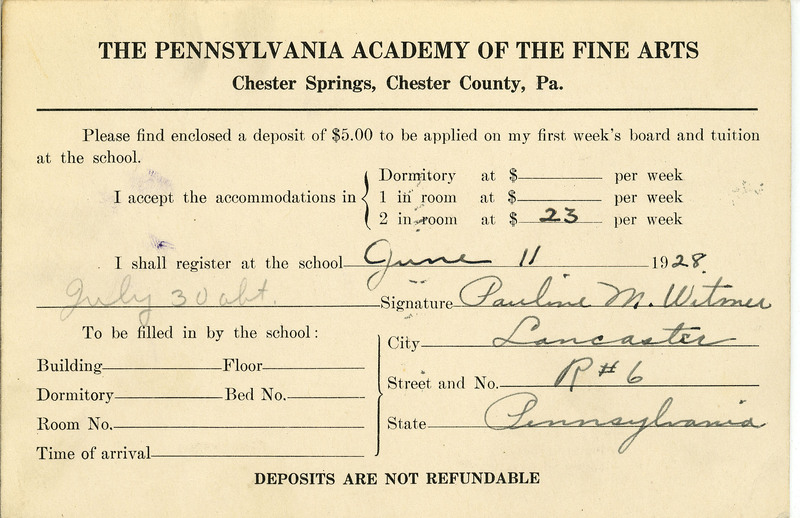 THE PENNSYLVANIA ACADEMY OF THE FINE ARTS
Chester Springs, Chester County, Pa.
Please find enclosed a deposit of $5.00 to be applied on my first week's board and tuition
at the school.
I accept the accommodations in
Dormitory at $ per week
1 in room at $ per week
2 in room at $ 23 per week
I shall register at the school June 11 1928.
July 30 abt.
Signature Pauline M. Witmer
To be filled in by the school:
Building Floor
Dormitory Bed No.
Room No.
Time of arrival
City Lancaster
Street and No. R #6
State Pennsylvania
DEPOSITS ARE NOT REFUNDABLE